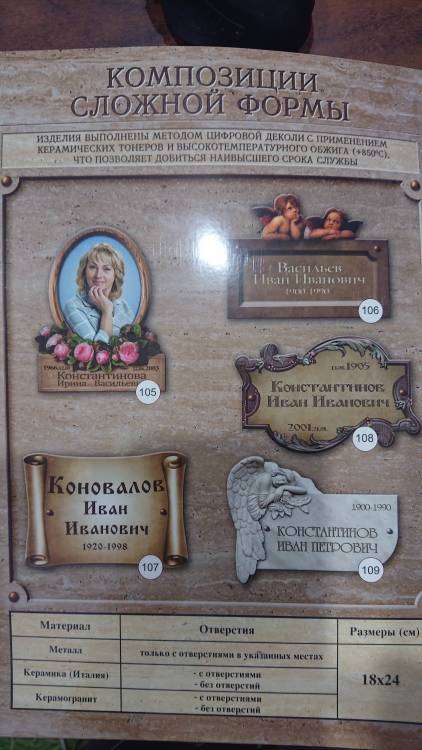 КОМПОЗИЦИИ
СЛОЖНОЙ ФОРМЫ
ИЗДЕЛИЯ ВЫПОЛНЕНЫ МЕТОДОМ ЦИФРОВОЙ ДЕКОЛИ С ПРИМЕНЕНИЕМ
КЕРАМИЧЕСКИХ ТОНЕРОВ И ВЫСОКОТЕМПЕРАТУРНОГО ОБЖИГА (+850°С),
ЧТО ПОЗВОЛЯЕТ ДОБИТЬСЯ НАИВЫСШЕГО СРОКА СЛУЖБЫ
Васильев
Иван Иванович
1900-1990
106
Константинова
Ирина Васильевна
105
1905
Константинов
Иван Иванович
2001
108
Коновалов
Иван
Иванович
1920-1998
107
1900-1990
КОНСТАНТИНОВ
ИВАН ПЕТРОВИЧ
109
Материал Отверстия Размеры (см)
Металл только с отверстиями в указанных местах
Керамика (Италия) - с отверстиями
- без отверстий
18х24
Керамогранит - с отверстиями
- без отверстий